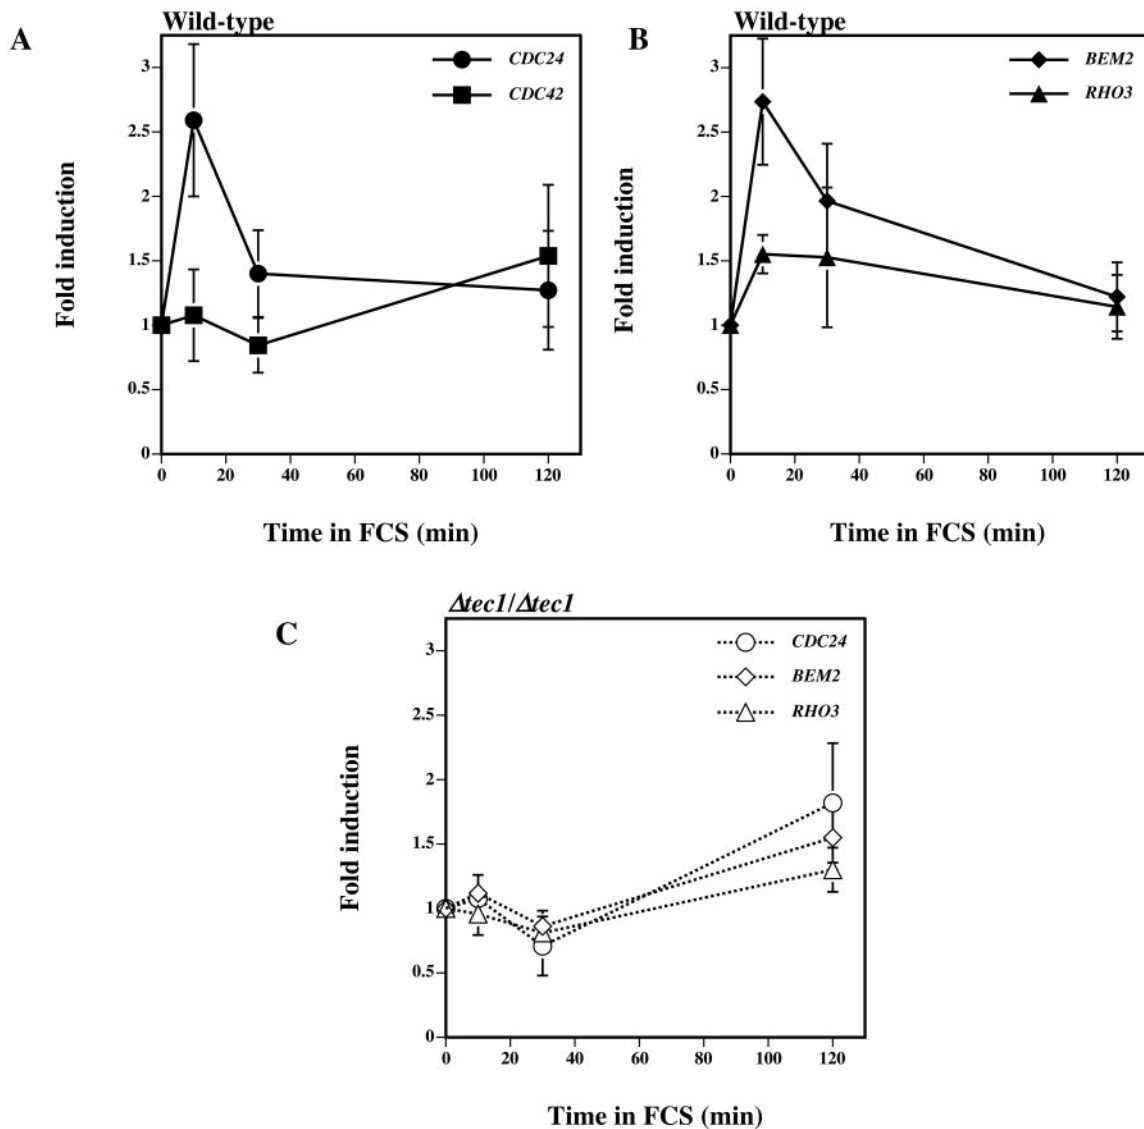 A
Wild-type
CDC24
CDC42
3
2.5
2
1.5
1
0.5
0
0 20 40 60 80 100 120
Fold induction
Time in FCS (min)
B
Wild-type
BEM2
RHO3
3
2.5
2
1.5
1
0.5
0
0 20 40 60 80 100 120
Fold induction
Time in FCS (min)
C
Δtec1/Δtec1
CDC24
BEM2
RHO3
3
2.5
2
1.5
1
0.5
0
0 20 40 60 80 100 120
Fold induction
Time in FCS (min)